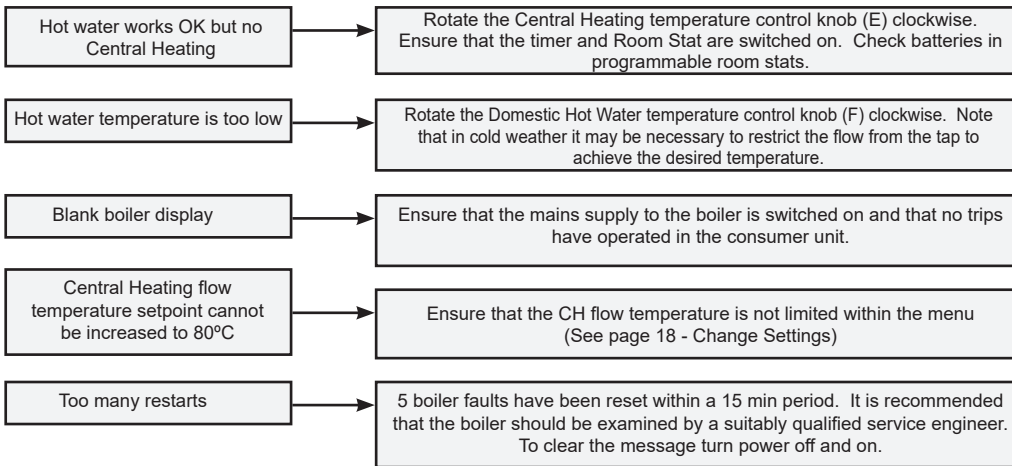 Hot water works OK but no
Central Heating
Rotate the Central Heating temperature control knob (E) clockwise.
Ensure that the timer and Room Stat are switched on.  Check batteries in
programmable room stats.
Hot water temperature is too low
Rotate the Domestic Hot Water temperature control knob (F) clockwise.  Note
that in cold weather it may be necessary to restrict the flow from the tap to
achieve the desired temperature.
Blank boiler display
Ensure that the mains supply to the boiler is switched on and that no trips
have operated in the consumer unit.
Central Heating flow
temperature setpoint cannot
be increased to 80ºC
Ensure that the CH flow temperature is not limited within the menu
(See page 18 - Change Settings)
Too many restarts
5 boiler faults have been reset within a 15 min period.  It is recommended
that the boiler should be examined by a suitably qualified service engineer.
To clear the message turn power off and on.